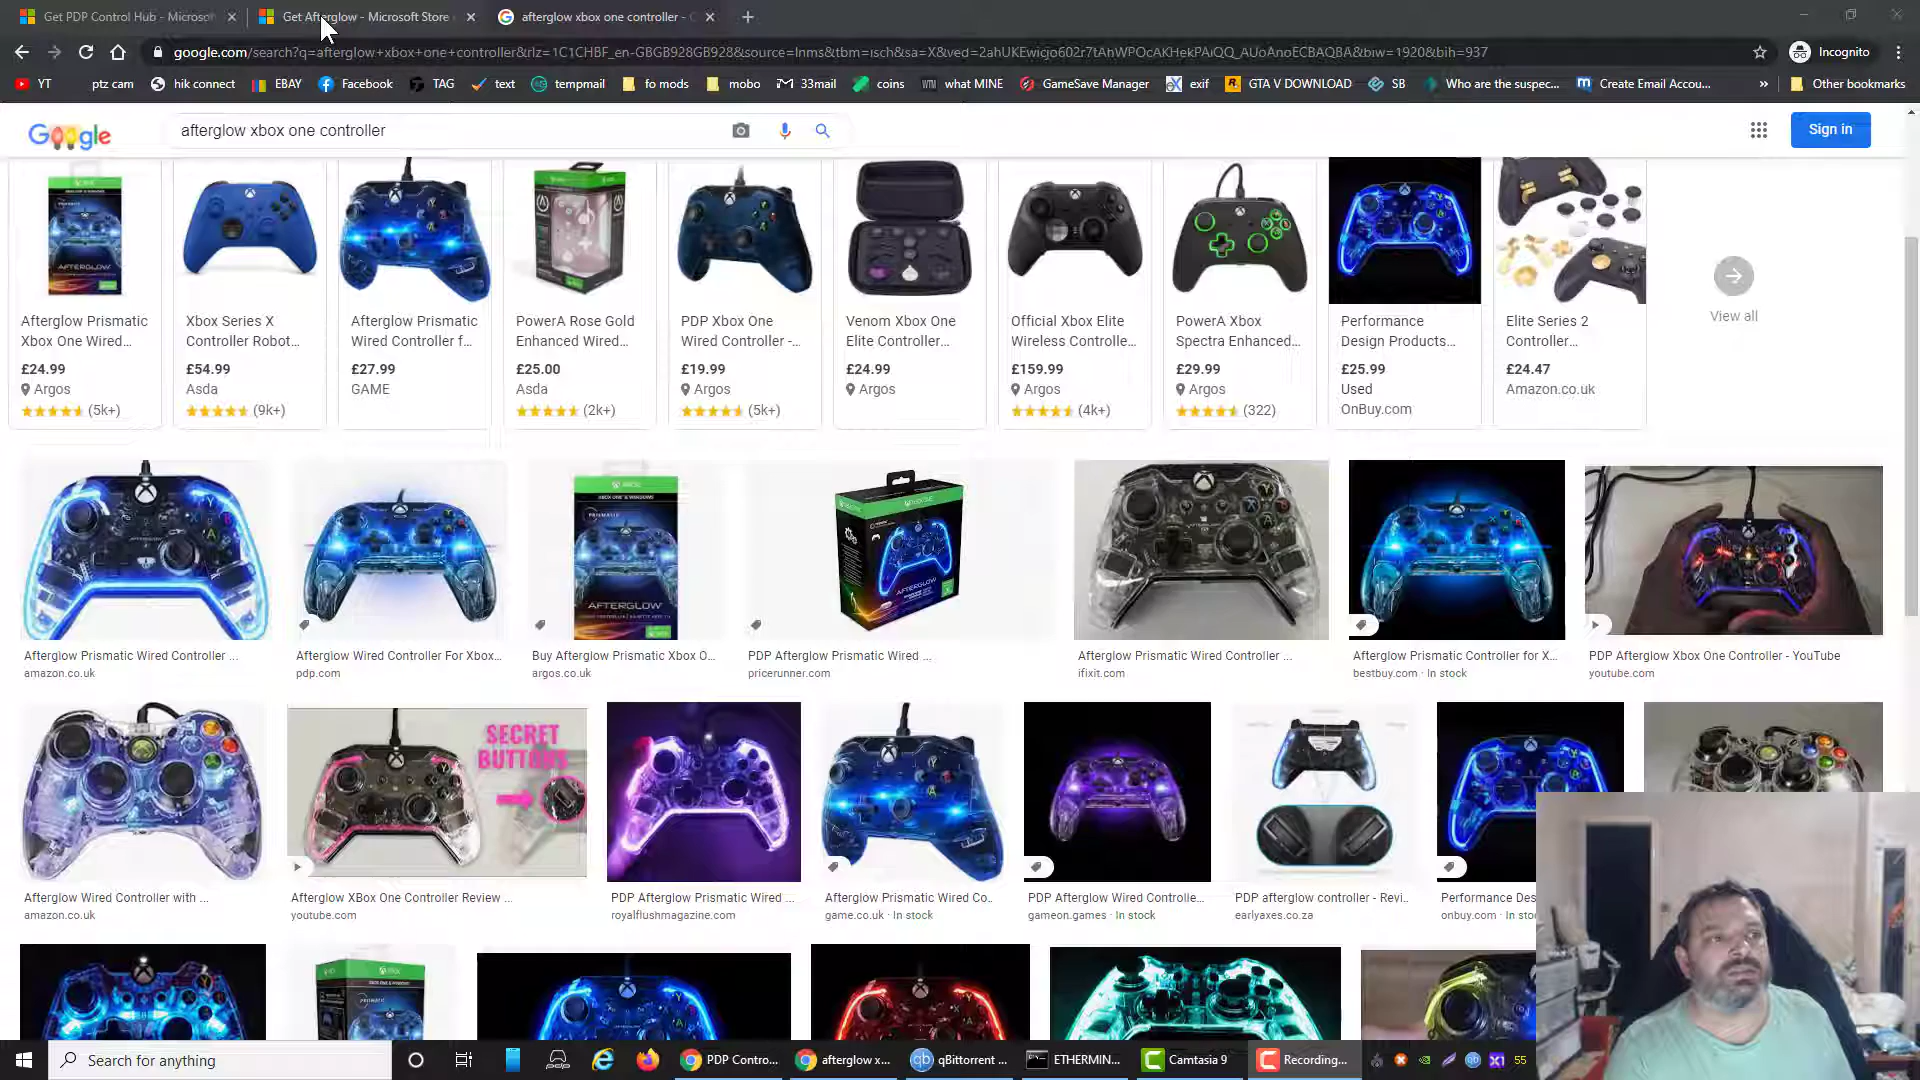 Get PDP Control Hub - Microsof
Get Afterglow - Microsoft Store
afterglow xbox one controller -
google.com/search?q=afterglow+xbox+one+controller&rlz=1C1CHBF_en-GBGB928GB928&source=lnms&tbm=isch&sa=X&ved=2ahUKEwicjo602r7tAhWPOcAKHekPAiQQ_AUoAnoECBAQBA&biw=1920&bih=937
Incognito
YT
ptz cam
hik connect
EBAY
Facebook
TAG
text
tempmail
fo mods
mobo
33mail
coins
what MINE
GameSave Manager
exif
GTA V DOWNLOAD
SB
Who are the suspec...
Create Email Accou...
»
Other bookmarks
Google
afterglow xbox one controller
Sign in
Afterglow Prismatic
Xbox One Wired...
£24.99
Argos
(5k+)
Xbox Series X
Controller Robot...
£54.99
Asda
(9k+)
Afterglow Prismatic
Wired Controller f...
£27.99
GAME
PowerA Rose Gold
Enhanced Wired...
£25.00
Asda
(2k+)
PDP Xbox One
Wired Controller -...
£19.99
Argos
(5k+)
Venom Xbox One
Elite Controller...
£24.99
Argos
Official Xbox Elite
Wireless Controlle...
£159.99
Argos
(4k+)
PowerA Xbox
Spectra Enhanced...
£29.99
Argos
(322)
Performance
Design Products...
£25.99
Used
OnBuy.com
Elite Series 2
Controller...
£24.47
Amazon.co.uk
View all
AFTERGLOW
AFTERGLOW
AFTERGLOW
Afterglow Prismatic Wired Controller ...
amazon.co.uk
Afterglow Wired Controller For Xbox...
pdp.com
Buy Afterglow Prismatic Xbox O...
argos.co.uk
PDP Afterglow Prismatic Wired ...
pricerunner.com
Afterglow Prismatic Wired Controller ...
ifixit.com
Afterglow Prismatic Controller for X...
bestbuy.com · In stock
PDP Afterglow Xbox One Controller - YouTube
youtube.com
SECRET
BUTTONS
Afterglow Wired Controller with ...
amazon.co.uk
Afterglow XBox One Controller Review ...
youtube.com
PDP Afterglow Prismatic Wired ...
royalflushmagazine.com
Afterglow Prismatic Wired Co...
game.co.uk · In stock
PDP Afterglow Wired Controlle...
gameon.games · In stock
PDP afterglow controller - Revi...
earlyaxes.co.za
Performance Des
onbuy.com · In sto
Search for anything
PDP Contro...
afterglow x...
qBittorrent ...
ETHERMIN...
Camtasia 9
Recording...
55